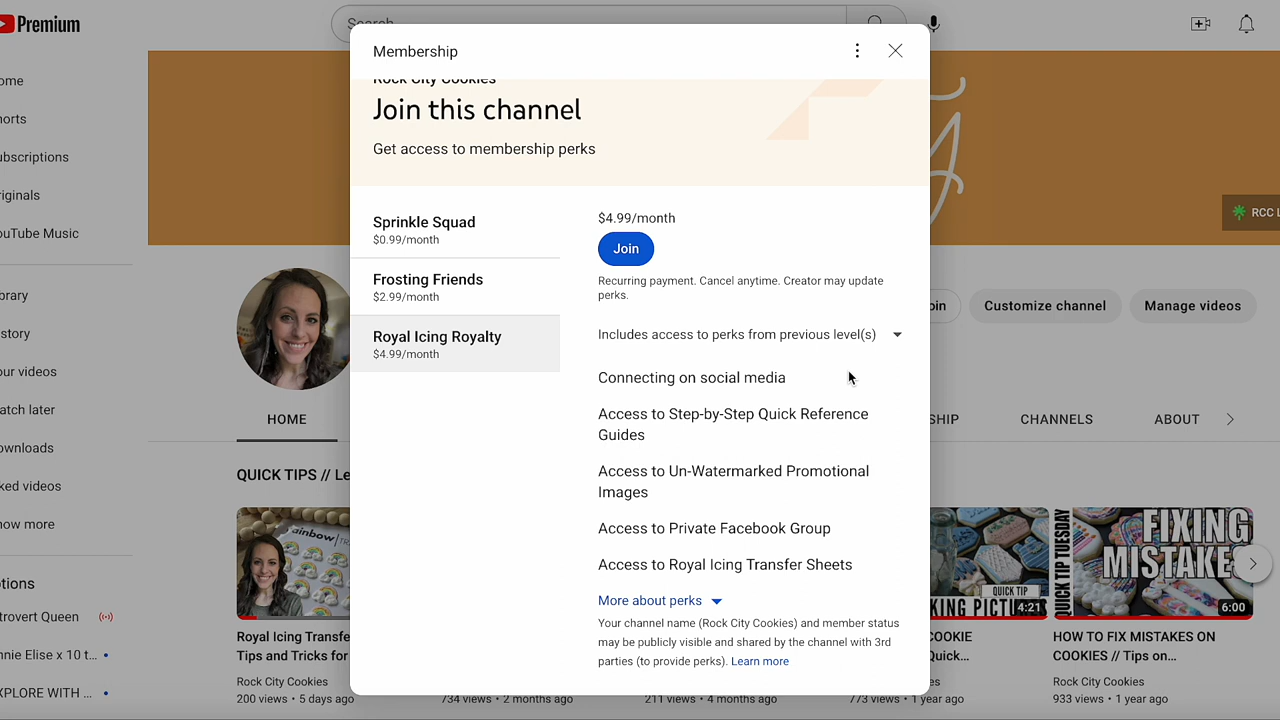 Premium
Search
ome
horts
ubscriptions
riginals
ouTube Music
brary
story
our videos
atch later
ownloads
ked videos
how more
ptions
trovert Queen
nnie Elise x 10 t...
XPLORE WITH ...
Membership
Rock City Cookies
Join this channel
Get access to membership perks
Sprinkle Squad
$0.99/month
Frosting Friends
$2.99/month
Royal Icing Royalty
$4.99/month
$4.99/month
Join
Recurring payment. Cancel anytime. Creator may update
perks.
Includes access to perks from previous level(s)
Connecting on social media
Access to Step-by-Step Quick Reference
Guides
Access to Un-Watermarked Promotional
Images
Access to Private Facebook Group
Access to Royal Icing Transfer Sheets
More about perks
Your channel name (Rock City Cookies) and member status
may be publicly visible and shared by the channel with 3rd
parties (to provide perks). Learn more
RCC L
oin
Customize channel
Manage videos
HOME
SHIP
CHANNELS
ABOUT
QUICK TIPS // Le
Royal Icing Transfe
Tips and Tricks for
Rock City Cookies
200 views • 5 days ago
734 views • 2 months ago
211 views • 4 months ago
QUICK TIP
KING PICTU
4:21
COOKIE
Quick...
Rock City Cookies
773 views • 1 year ago
QUICK TIP TUESDAY
FIXING
MISTAKES
6:00
HOW TO FIX MISTAKES ON
COOKIES // Tips on...
Rock City Cookies
933 views • 1 year ago